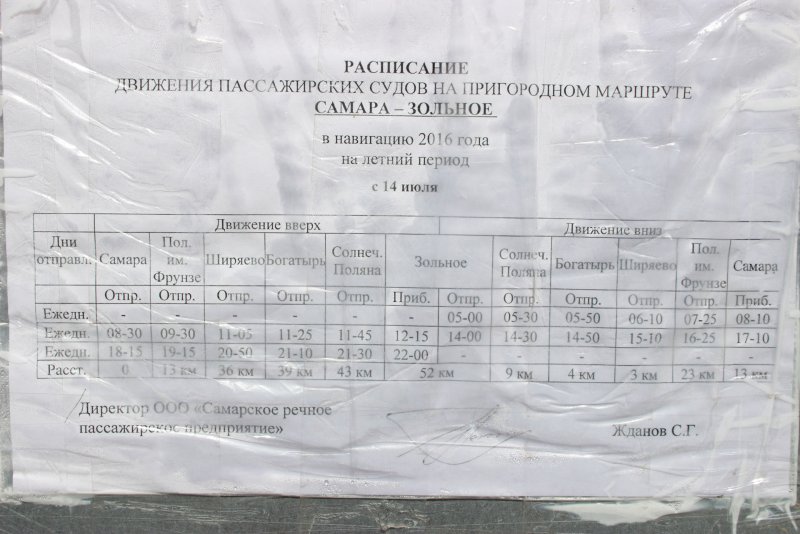 РАСПИСАНИЕ
ДВИЖЕНИЯ ПАССАЖИРСКИХ СУДОВ НА ПРИГОРОДНОМ МАРШРУТЕ
САМАРА – ЗОЛЬНОЕ
в навигацию 2016 года
на летний период
с 14 июля
Движение вверх Движение вниз
Дни отправл. Самара Пол. им. Фрунзе Ширяево Богатырь Солнеч. Поляна Зольное Солнеч. Поляна Богатырь Ширяево Пол. им. Фрунзе Самара
Отпр. Отпр. Отпр. Отпр. Отпр. Приб. Отпр. Отпр. Отпр. Отпр. Отпр. Приб.
Ежедн. - - - - - - 05-00 05-30 05-50 06-10 07-25 08-10
Ежедн. 08-30 09-30 11-05 11-25 11-45 12-15 14-00 14-30 14-50 15-10 16-25 17-10
Ежедн. 18-15 19-15 20-50 21-10 21-30 22-00 - - - - - -
Расст. 0 13 км 36 км 39 км 43 км 52 км 9 км 4 км 3 км 23 км 13 км
Директор ООО «Самарское речное
пассажирское предприятие» Жданов С.Г.